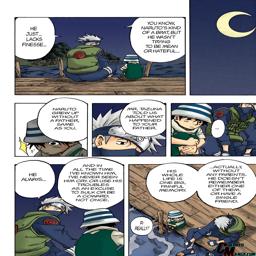 YOU KNOW,
NARUTO'S KIND
OF A BRAT, BUT
HE WASN'T
TRYING TO
BE MEAN
OR HATEFUL...
HE
JUST...
LACKS
FINESSE...
MR. TAZUNA
TOLD US
ABOUT WHAT
HAPPENED TO
YOUR FATHER.
NARUTO
GREW UP
WITHOUT A
FATHER,
SAME
AS YOU.
...ACTUALLY,
WITHOUT ANY
PARENTS. HE
DOESN'T
REMEMBER
EITHER ONE
OF THEM, OR
HAVE A SINGLE
FRIEND.
HIS
WHOLE LIFE
IS ONE BIG,
PAINFUL
MEMORY.
R-
REALLY?
AND IN
ALL THE TIME
I'VE KNOWN HIM,
I'VE NEVER SEEN
HIM CRY, OR USE HIS
TROUBLES
AS AN EXCUSE
TO SULK OR BE A
COWARD.
NOT ONCE.
HE
ALWAYS...